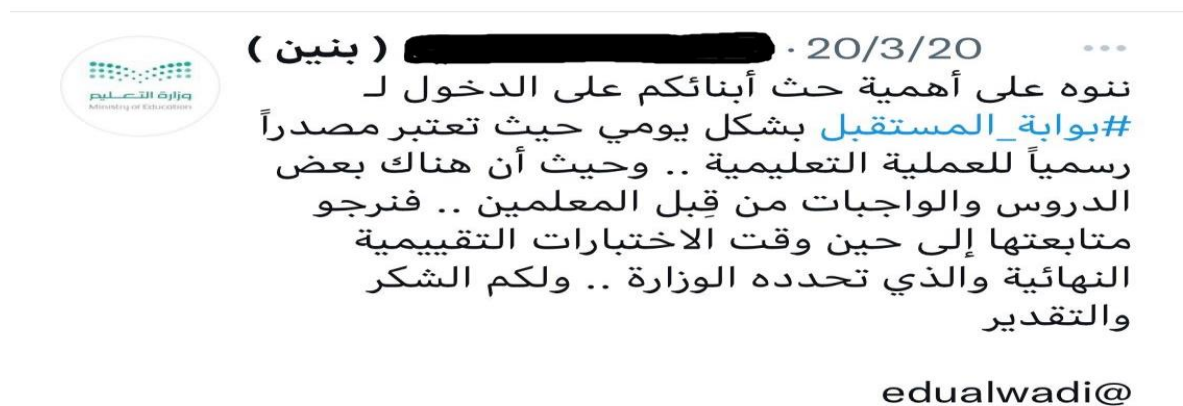 ( بنين ) · 20/3/20 ...
وزارة التعليم
Ministry of Education
ننوه على أهمية حث أبنائكم على الدخول لـ
#بوابة_المستقبل بشكل يومي حيث تعتبر مصدراً
رسمياً للعملية التعليمية .. وحيث أن هناك بعض
الدروس والواجبات من قِبل المعلمين .. فنرجو
متابعتها إلى حين وقت الاختبارات التقييمية
النهائية والذي تحدده الوزارة .. ولكم الشكر
والتقدير
@edualwadi